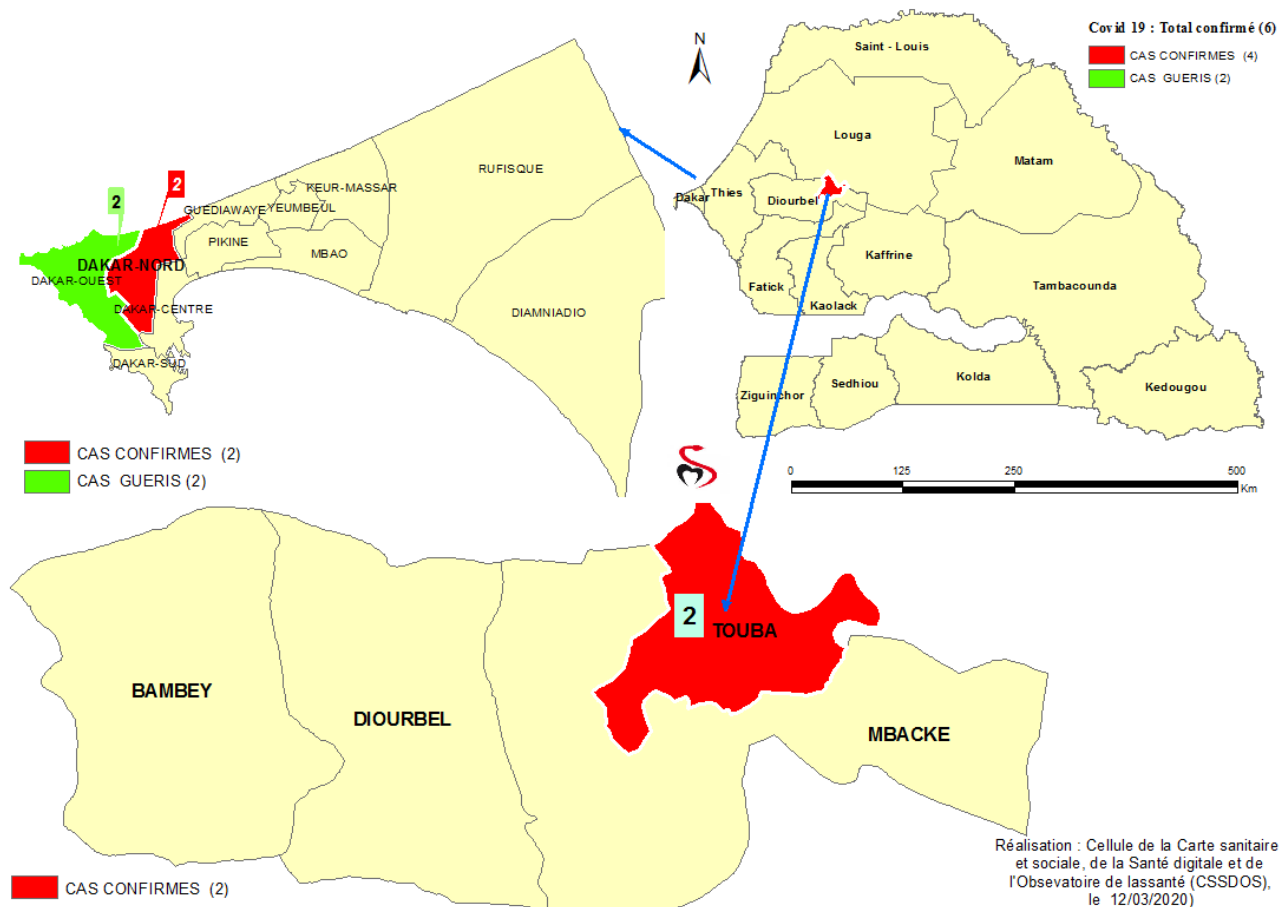 Covid 19 : Total confirmé (6)
CAS CONFIRMES (4)
CAS GUERIS (2)
N
Saint - Louis
Louga
Matam
Dakar
Thies
Diourbel
Kaffrine
Fatick
Kaolack
Tambacounda
Ziguinchor
Sedhiou
Kolda
Kedougou
0 125 250 500
Km
RUFISQUE
KEUR-MASSAR
GUEDIAWAYE
YEUMBEUL
PIKINE
MBAO
DIAMNIADIO
2
2
DAKAR-NORD
DAKAR-OUEST
DAKAR-CENTRE
DAKAR-SUD
CAS CONFIRMES (2)
CAS GUERIS (2)
2
TOUBA
BAMBEY
DIOURBEL
MBACKE
CAS CONFIRMES (2)
Réalisation : Cellule de la Carte sanitaire
et sociale, de la Santé digitale et de
l'Obsevatoire de lassanté (CSSDOS),
le 12/03/2020)